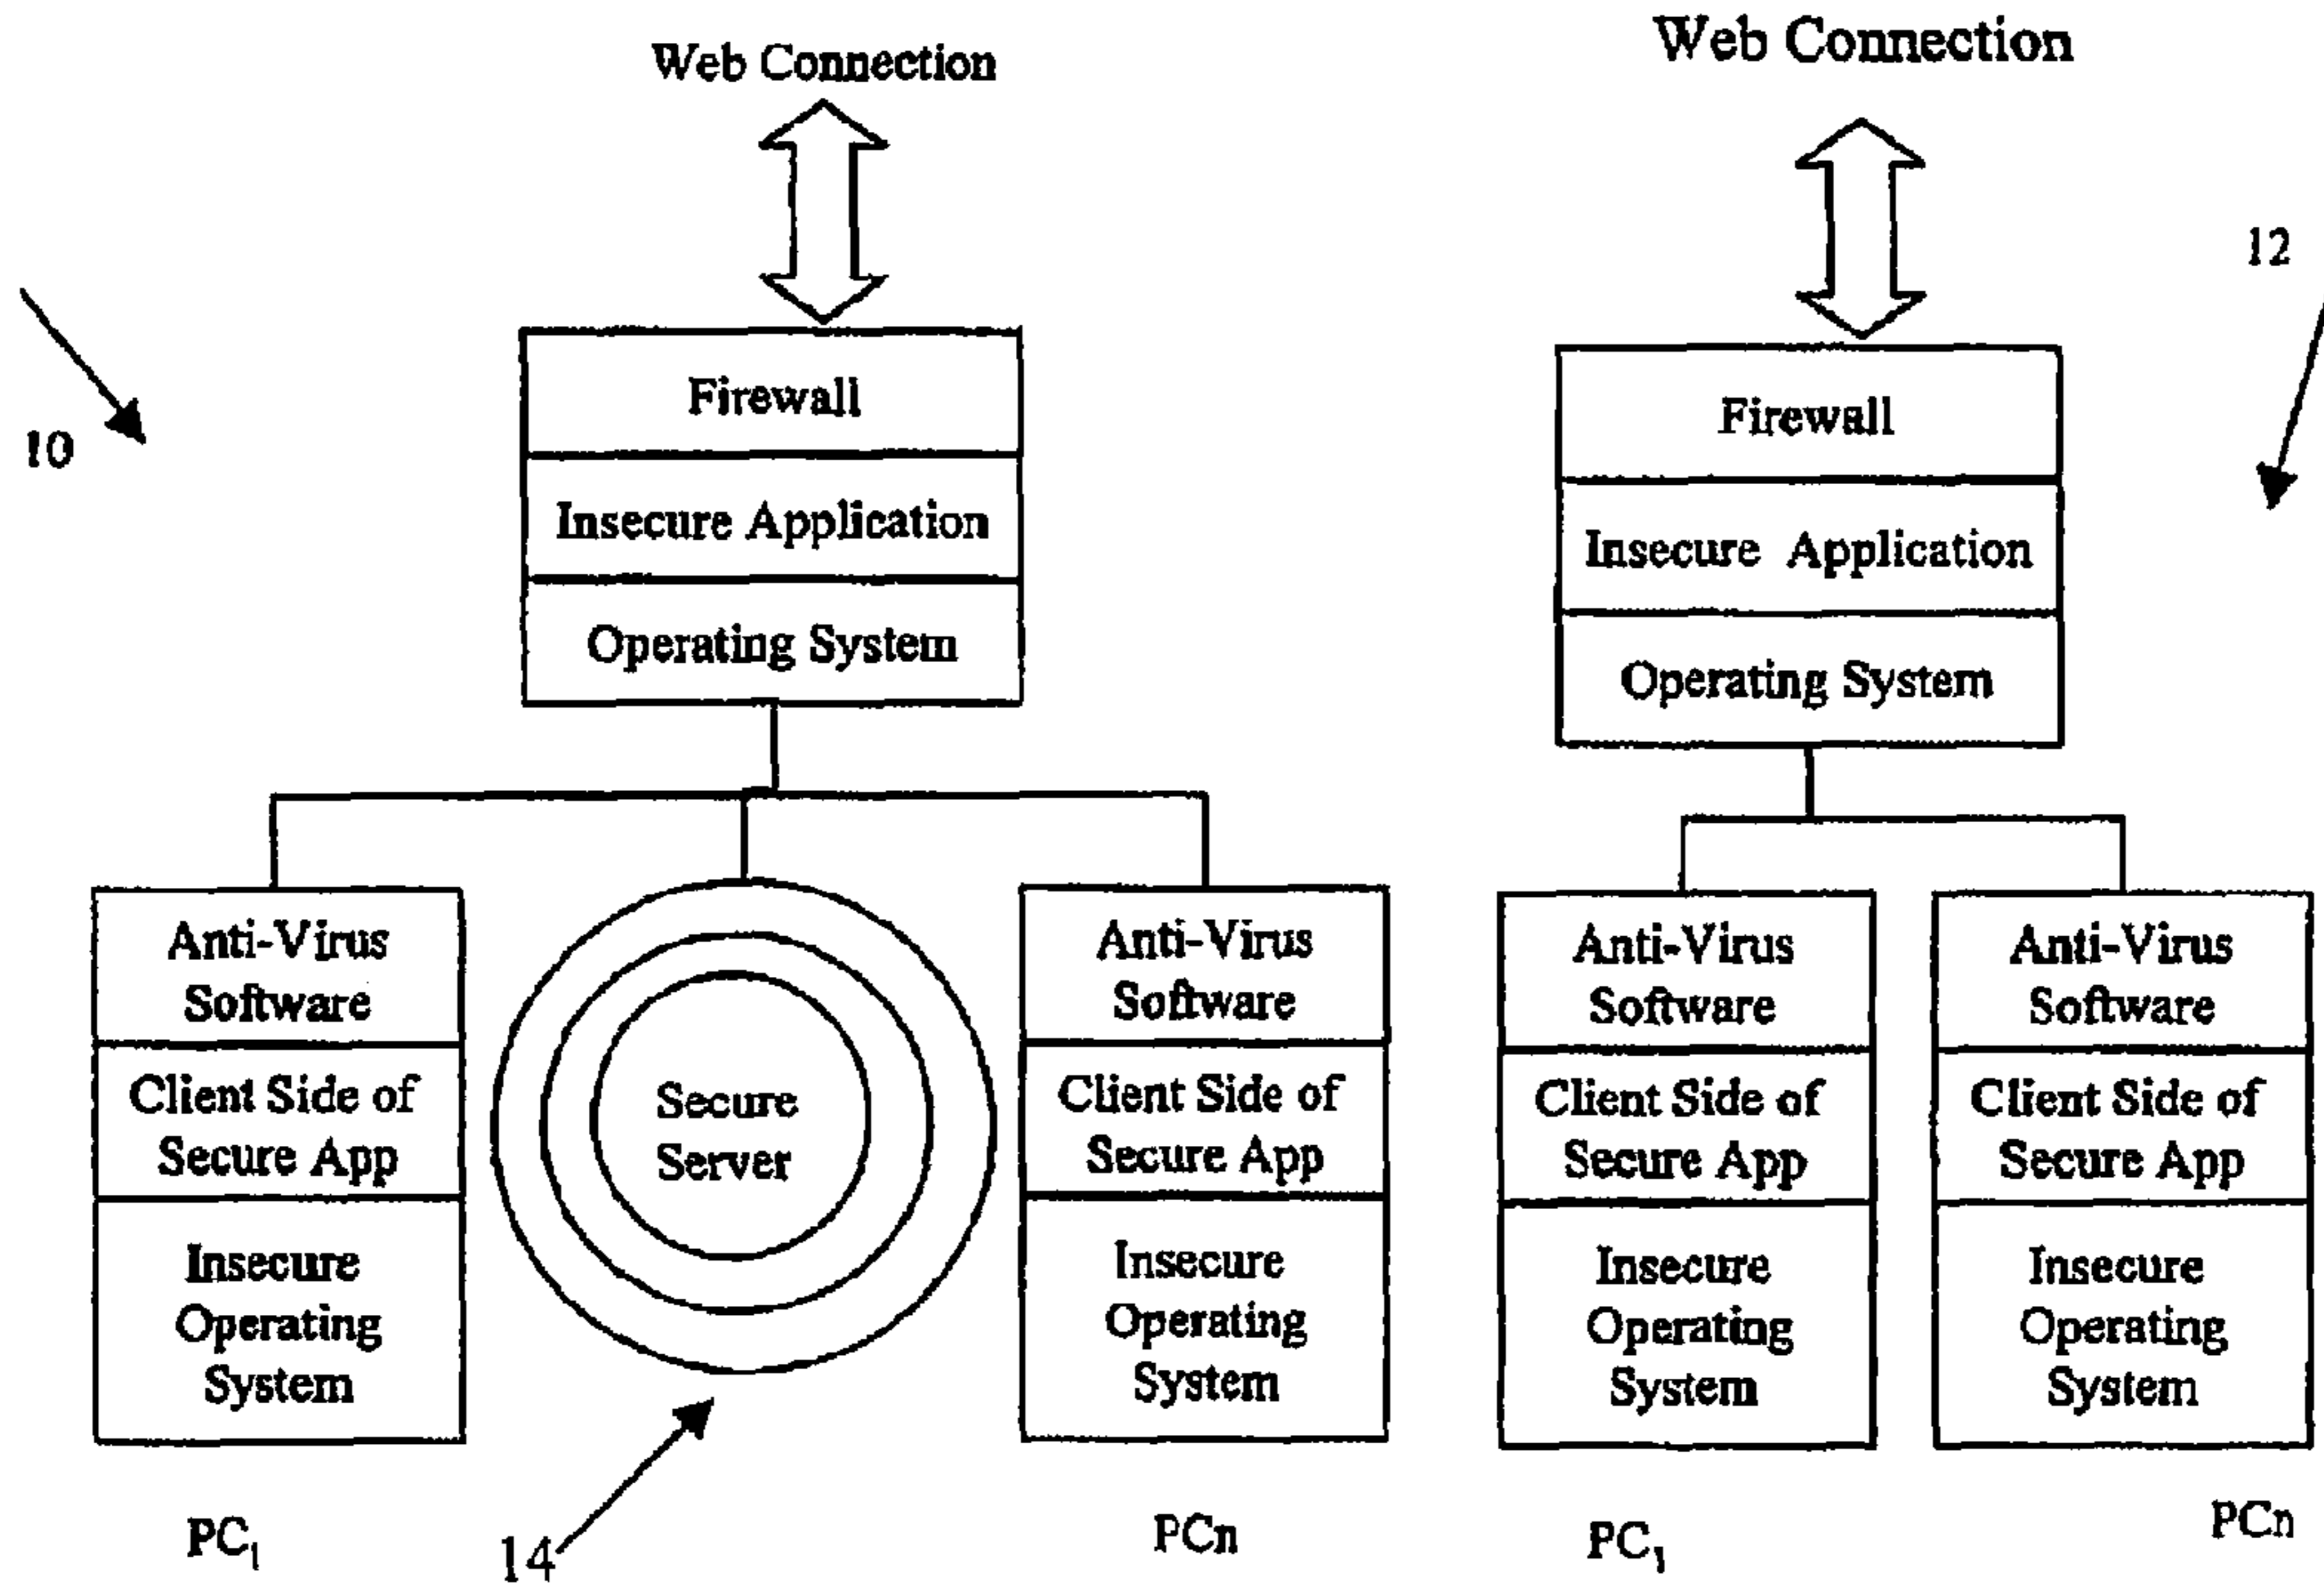 Web Connection
Firewall
Insecure Application
Operating System
10
Anti-Virus
Software
Client Side of
Secure App
Insecure
Operating
System
PC1
Secure
Server
14
Anti-Virus
Software
Client Side of
Secure App
Insecure
Operating
System
PCn
Web Connection
12
Firewall
Insecure Application
Operating System
Anti-Virus
Software
Client Side of
Secure App
Insecure
Operating
System
PC1
Anti-Virus
Software
Client Side of
Secure App
Insecure
Operating
System
PCn